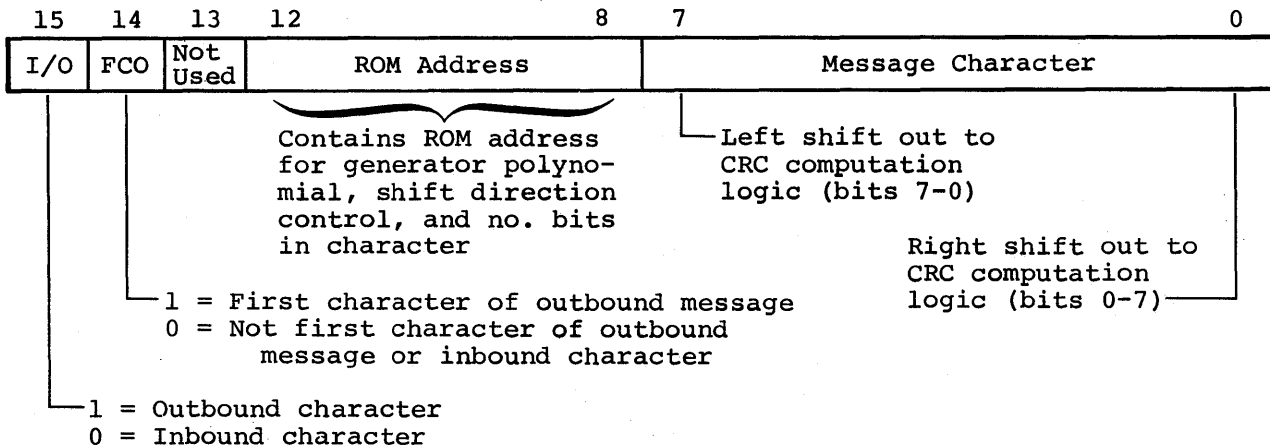 15 14 13 12 8 7 0
I/O FCO Not Used ROM Address Message Character
Contains ROM address
for generator polyno-
mial, shift direction
control, and no. bits
in character
Left shift out to
CRC computation
logic (bits 7-0)
Right shift out to
CRC computation
logic (bits 0-7)
1 = First character of outbound message
0 = Not first character of outbound
message or inbound character
1 = Outbound character
0 = Inbound character